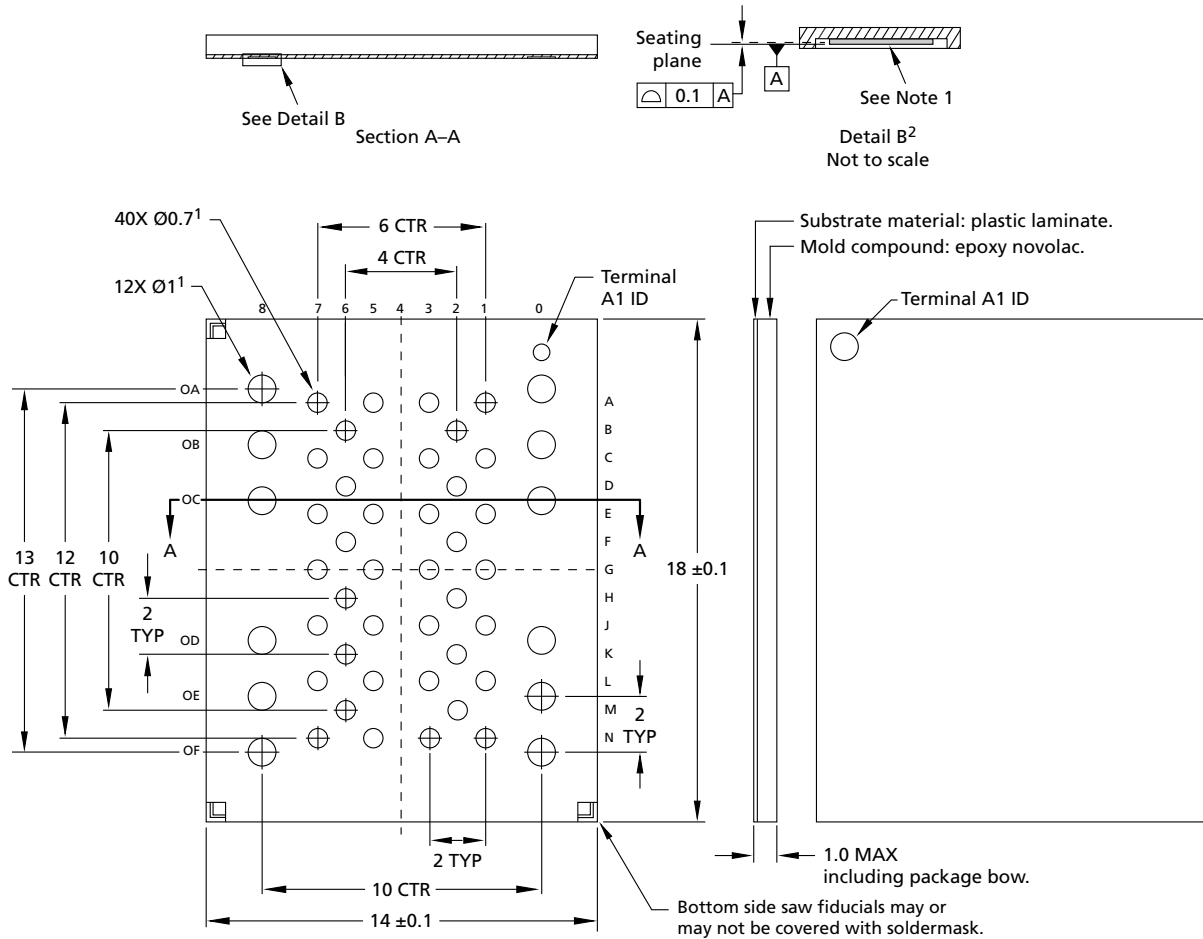 Seating
plane
0.1 A
A
See Note 1
Detail B²
Not to scale
See Detail B
Section A–A
40X Ø0.7¹
12X Ø1¹
6 CTR
4 CTR
Terminal
A1 ID
8 7 6 5 4 3 2 1 0
OA
OB
OC
OD
OE
OF
A
B
C
D
E
F
G
H
J
K
L
M
N
A
A
13
CTR
12
CTR
10
CTR
2
TYP
2
TYP
2 TYP
10 CTR
14 ±0.1
18 ±0.1
Substrate material: plastic laminate.
Mold compound: epoxy novolac.
Terminal A1 ID
1.0 MAX
including package bow.
Bottom side saw fiducials may or
may not be covered with soldermask.